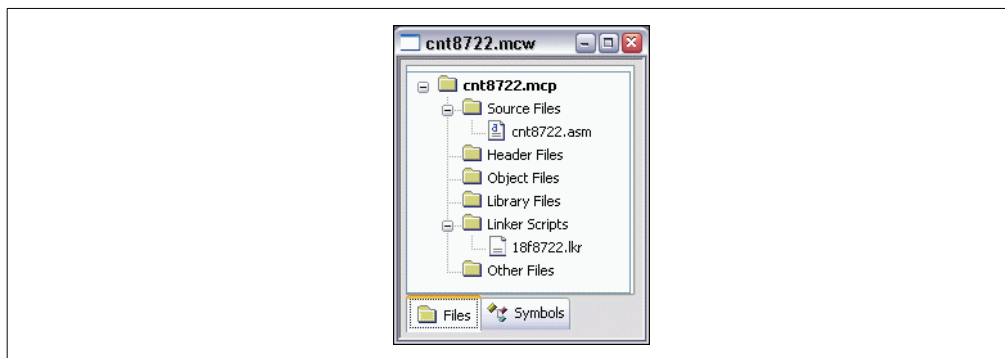 cnt8722.mcw
cnt8722.mcp
Source Files
cnt8722.asm
Header Files
Object Files
Library Files
Linker Scripts
18f8722.lkr
Other Files
Files Symbols